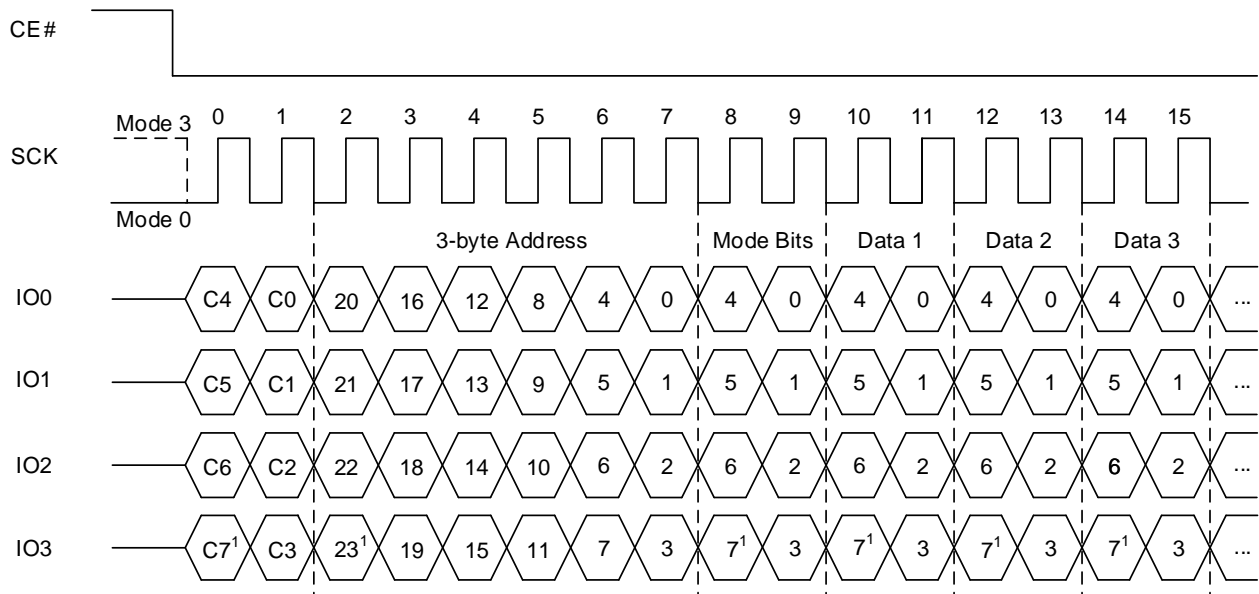 CE#
Mode 3 0 1 2 3 4 5 6 7 8 9 10 11 12 13 14 15
SCK
Mode 0
3-byte Address Mode Bits Data 1 Data 2 Data 3
IO0 C4 C0 20 16 12 8 4 0 4 0 4 0 4 0 4 0 ...
IO1 C5 C1 21 17 13 9 5 1 5 1 5 1 5 1 5 1 ...
IO2 C6 C2 22 18 14 10 6 2 6 2 6 2 6 2 6 2 ...
IO3 C7¹ C3 23¹ 19 15 11 7 3 7¹ 3 7¹ 3 7¹ 3 7¹ 3 ...